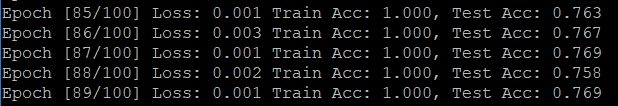 Epoch [85/100] Loss: 0.001 Train Acc: 1.000, Test Acc: 0.763
Epoch [86/100] Loss: 0.003 Train Acc: 1.000, Test Acc: 0.767
Epoch [87/100] Loss: 0.001 Train Acc: 1.000, Test Acc: 0.769
Epoch [88/100] Loss: 0.002 Train Acc: 1.000, Test Acc: 0.758
Epoch [89/100] Loss: 0.001 Train Acc: 1.000, Test Acc: 0.769